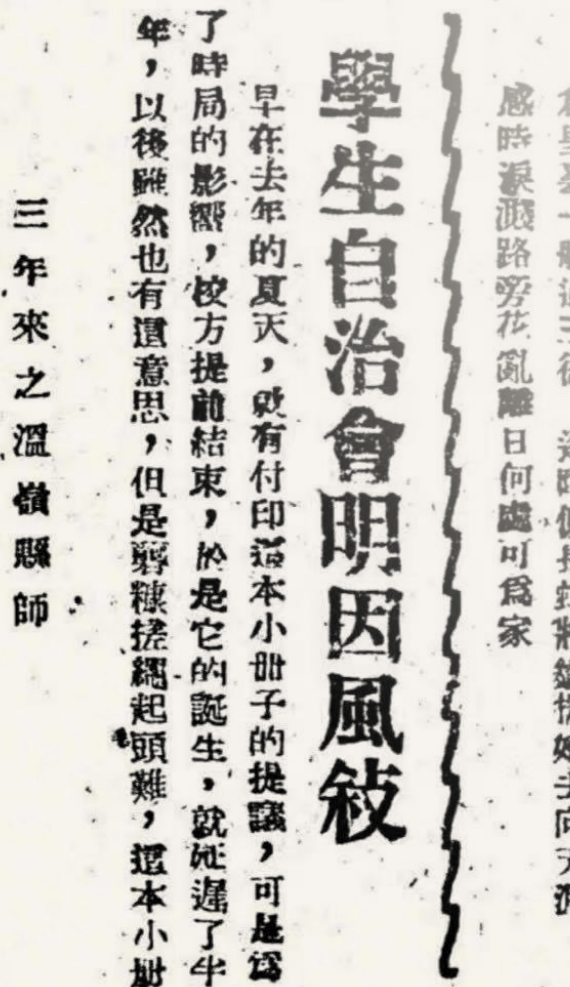 感時淚濺路旁花亂離日何處可爲家
學生自治會明因風敍
早在去年的夏天，就有付印這本小冊子的提議，可是爲
了時局的影響，校方提前結束，於是它的誕生，就延遲了半
年，以後雖然也有這意思，但是糠搓繩起頭難，這本小冊
三年來之溫嶺縣師